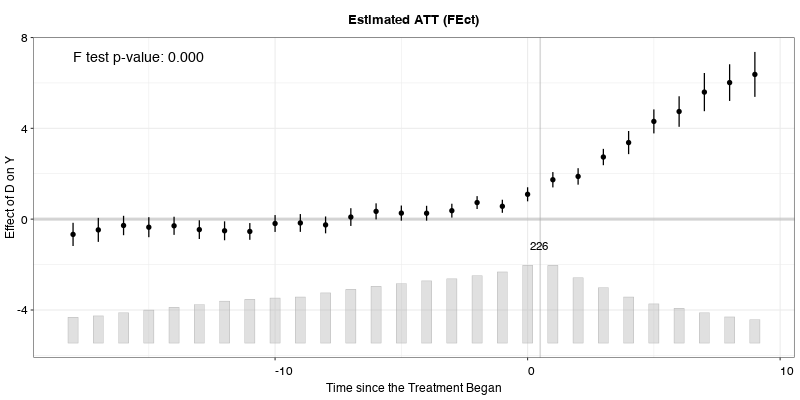 Estimated ATT (FEct)
F test p-value: 0.000
8
4
0
-4
Effect of D on Y
226
-10
0
10
Time since the Treatment Began